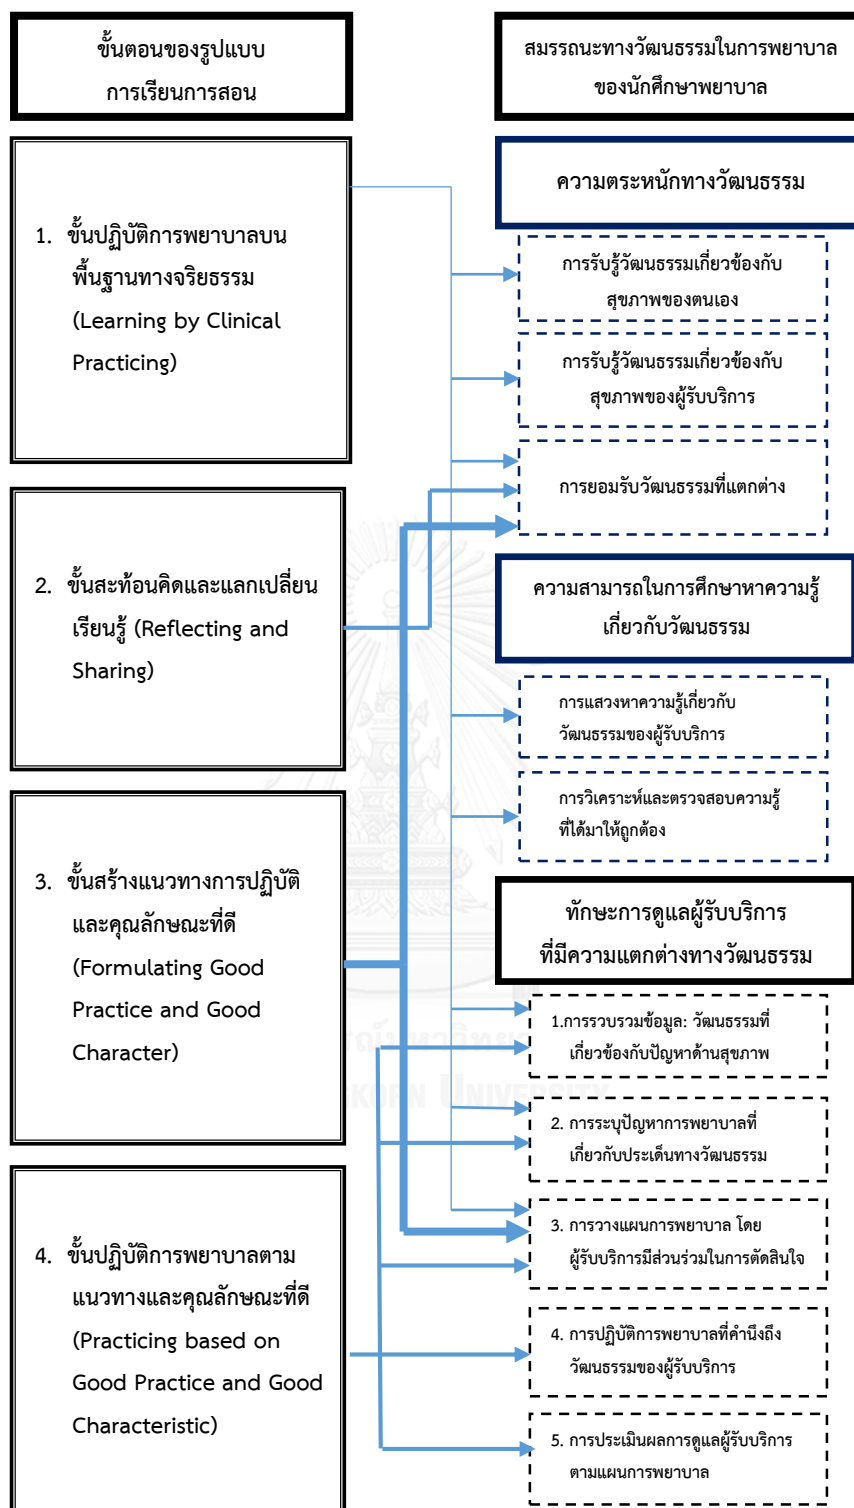 ขั้นตอนของรูปแบบ
การเรียนการสอน
1. ขั้นปฏิบัติการพยาบาลบน
พื้นฐานทางจริยธรรม
(Learning by Clinical
Practicing)
2. ขั้นสะท้อนคิดและแลกเปลี่ยน
เรียนรู้ (Reflecting and
Sharing)
3. ขั้นสร้างแนวทางการปฏิบัติ
และคุณลักษณะที่ดี
(Formulating Good
Practice and Good
Character)
4. ขั้นปฏิบัติการพยาบาลตาม
แนวทางและคุณลักษณะที่ดี
(Practicing based on
Good Practice and Good
Characteristic)
สมรรถนะทางวัฒนธรรมในการพยาบาล
ของนักศึกษาพยาบาล
ความตระหนักทางวัฒนธรรม
การรับรู้วัฒนธรรมเกี่ยวข้องกับ
สุขภาพของตนเอง
การรับรู้วัฒนธรรมเกี่ยวข้องกับ
สุขภาพของผู้รับบริการ
การยอมรับวัฒนธรรมที่แตกต่าง
ความสามารถในการศึกษาหาความรู้
เกี่ยวกับวัฒนธรรม
การแสวงหาความรู้เกี่ยวกับ
วัฒนธรรมของผู้รับบริการ
การวิเคราะห์และตรวจสอบความรู้
ที่ได้มาให้ถูกต้อง
ทักษะการดูแลผู้รับบริการ
ที่มีความแตกต่างทางวัฒนธรรม
1.การรวบรวมข้อมูล: วัฒนธรรมที่
เกี่ยวข้องกับปัญหาด้านสุขภาพ
2. การระบุปัญหาการพยาบาลที่
เกี่ยวกับประเด็นทางวัฒนธรรม
3. การวางแผนการพยาบาล โดย
ผู้รับบริการมีส่วนร่วมในการตัดสินใจ
4. การปฏิบัติการพยาบาลที่คำนึงถึง
วัฒนธรรมของผู้รับบริการ
5. การประเมินผลการดูแลผู้รับบริการ
ตามแผนการพยาบาล
UNIVERSITY